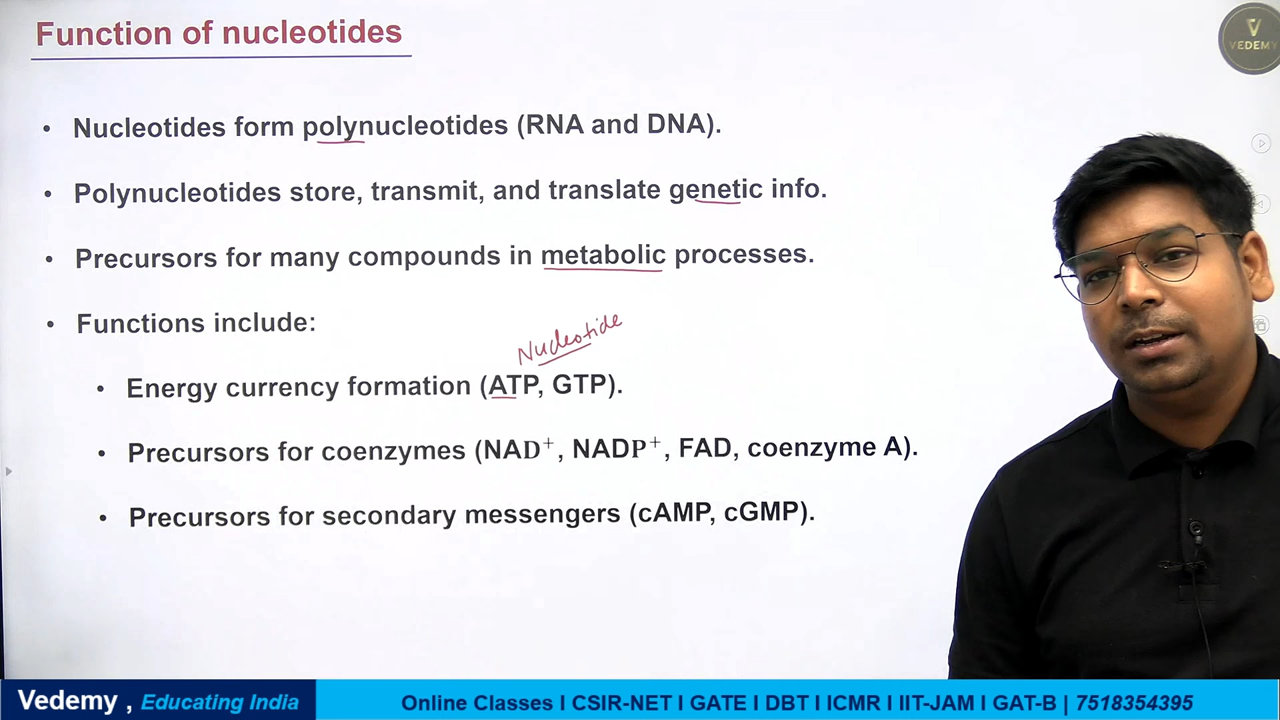 Function of nucleotides
V
VEDEMY
• Nucleotides form polynucleotides (RNA and DNA).
• Polynucleotides store, transmit, and translate genetic info.
• Precursors for many compounds in metabolic processes.
• Functions include:
Nucleotide
• Energy currency formation (ATP, GTP).
• Precursors for coenzymes (NAD⁺, NADP⁺, FAD, coenzyme A).
• Precursors for secondary messengers (cAMP, cGMP).
Vedemy , Educating India
Online Classes I CSIR-NET I GATE I DBT I ICMR I IIT-JAM I GAT-B | 7518354395